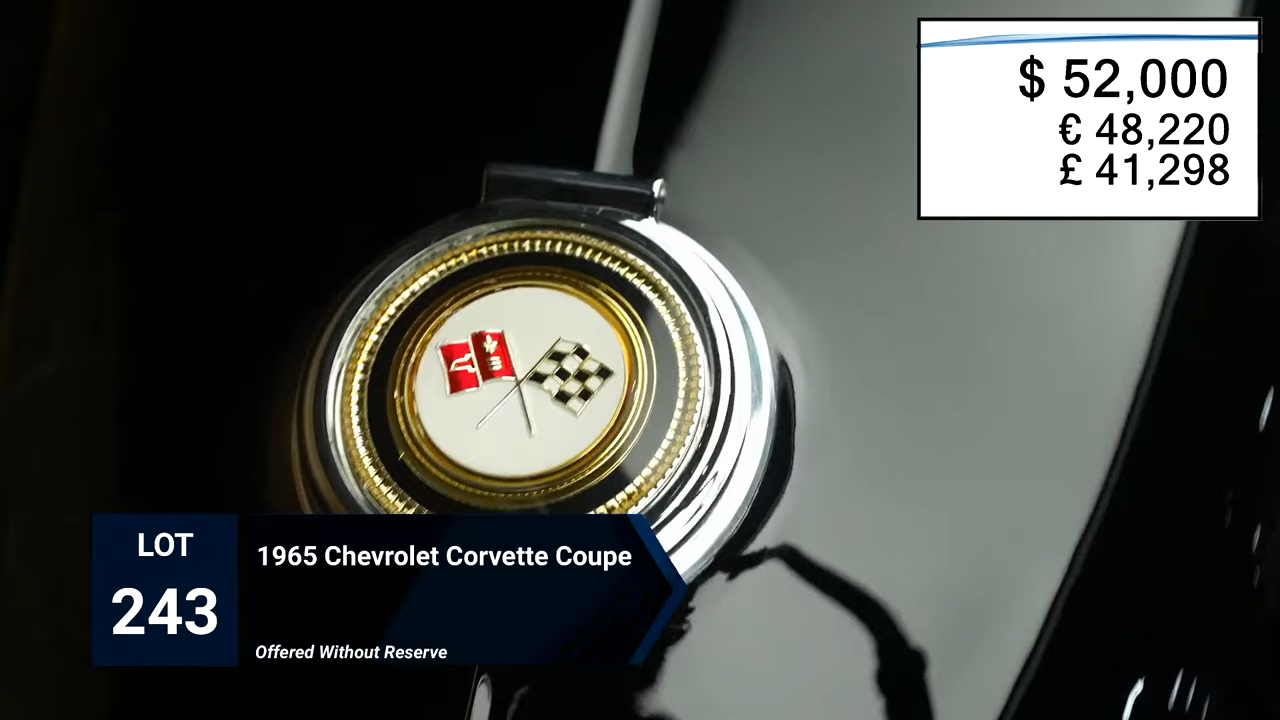 $ 52,000
€ 48,220
£ 41,298
LOT
243
1965 Chevrolet Corvette Coupe
Offered Without Reserve